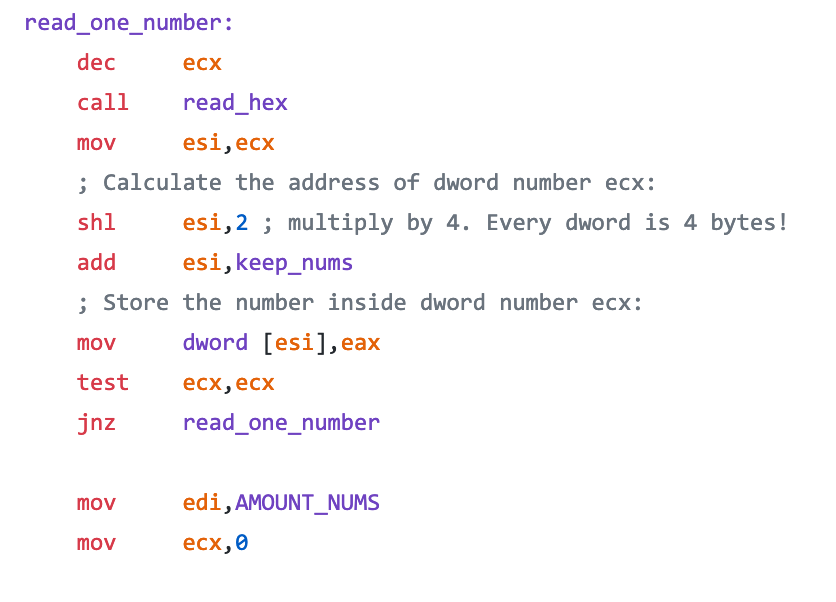 read_one_number:
    dec     ecx
    call    read_hex
    mov     esi,ecx
    ; Calculate the address of dword number ecx:
    shl     esi,2 ; multiply by 4. Every dword is 4 bytes!
    add     esi,keep_nums
    ; Store the number inside dword number ecx:
    mov     dword [esi],eax
    test    ecx,ecx
    jnz     read_one_number
    mov     edi,AMOUNT_NUMS
    mov     ecx,0